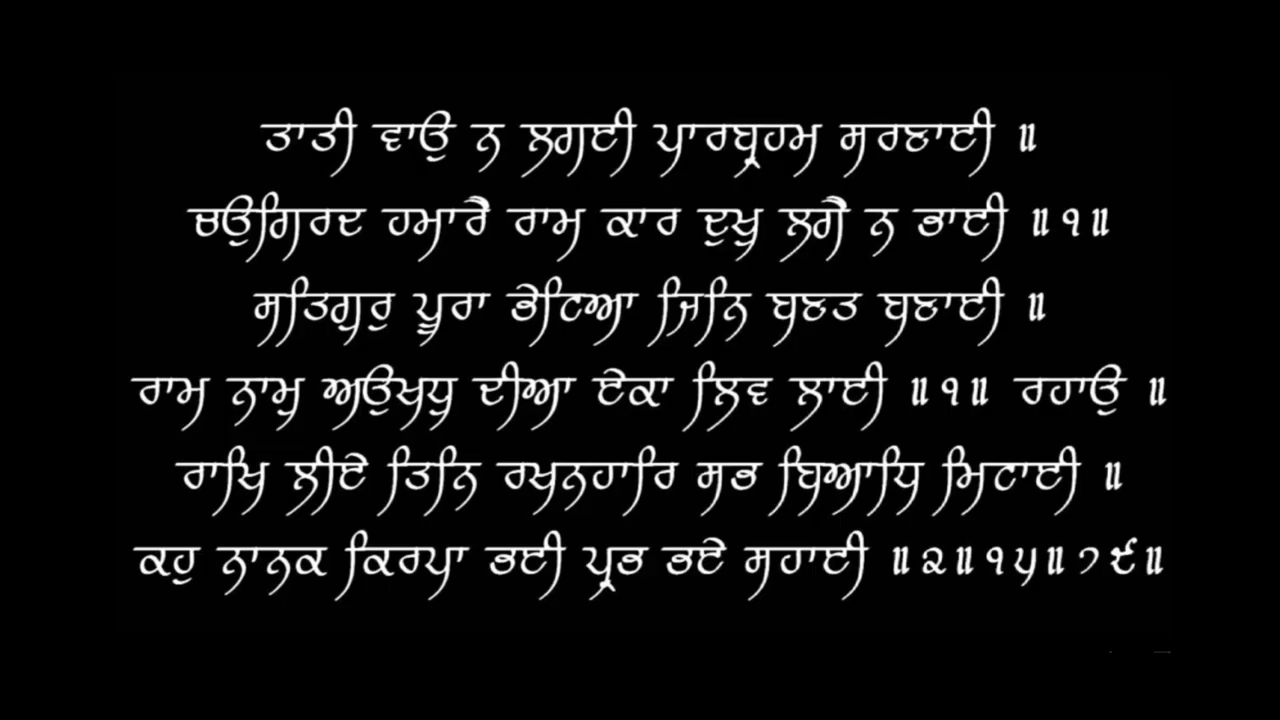 ਤਾਤੀ ਵਾਉ ਨ ਲਗਈ ਪਾਰਬ੍ਰਹਮ ਸਰਣਾਈ ॥
ਚਉਗਿਰਦ ਹਮਾਰੈ ਰਾਮ ਕਾਰ ਦੁਖੁ ਲਗੈ ਨ ਭਾਈ ॥੧॥
ਸਤਿਗੁਰੁ ਪੂਰਾ ਭੇਟਿਆ ਜਿਨਿ ਬਣਤ ਬਣਾਈ ॥
ਰਾਮ ਨਾਮੁ ਅਉਖਧੁ ਦੀਆ ਏਕਾ ਲਿਵ ਲਾਈ ॥੧॥ ਰਹਾਉ ॥
ਰਾਖਿ ਲੀਏ ਤਿਨਿ ਰਖਨਹਾਰਿ ਸਭ ਬਿਆਧਿ ਮਿਟਾਈ ॥
ਕਹੁ ਨਾਨਕ ਕਿਰਪਾ ਭਈ ਪ੍ਰਭ ਭਏ ਸਹਾਈ ॥੨॥੧੫॥੭੯॥